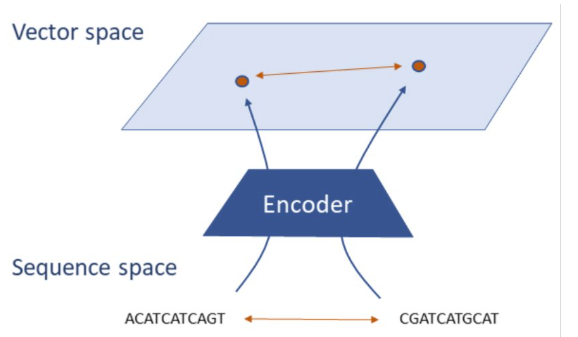 Vector space
Encoder
Sequence space
ACATCATCAGT
CGATCATGCAT